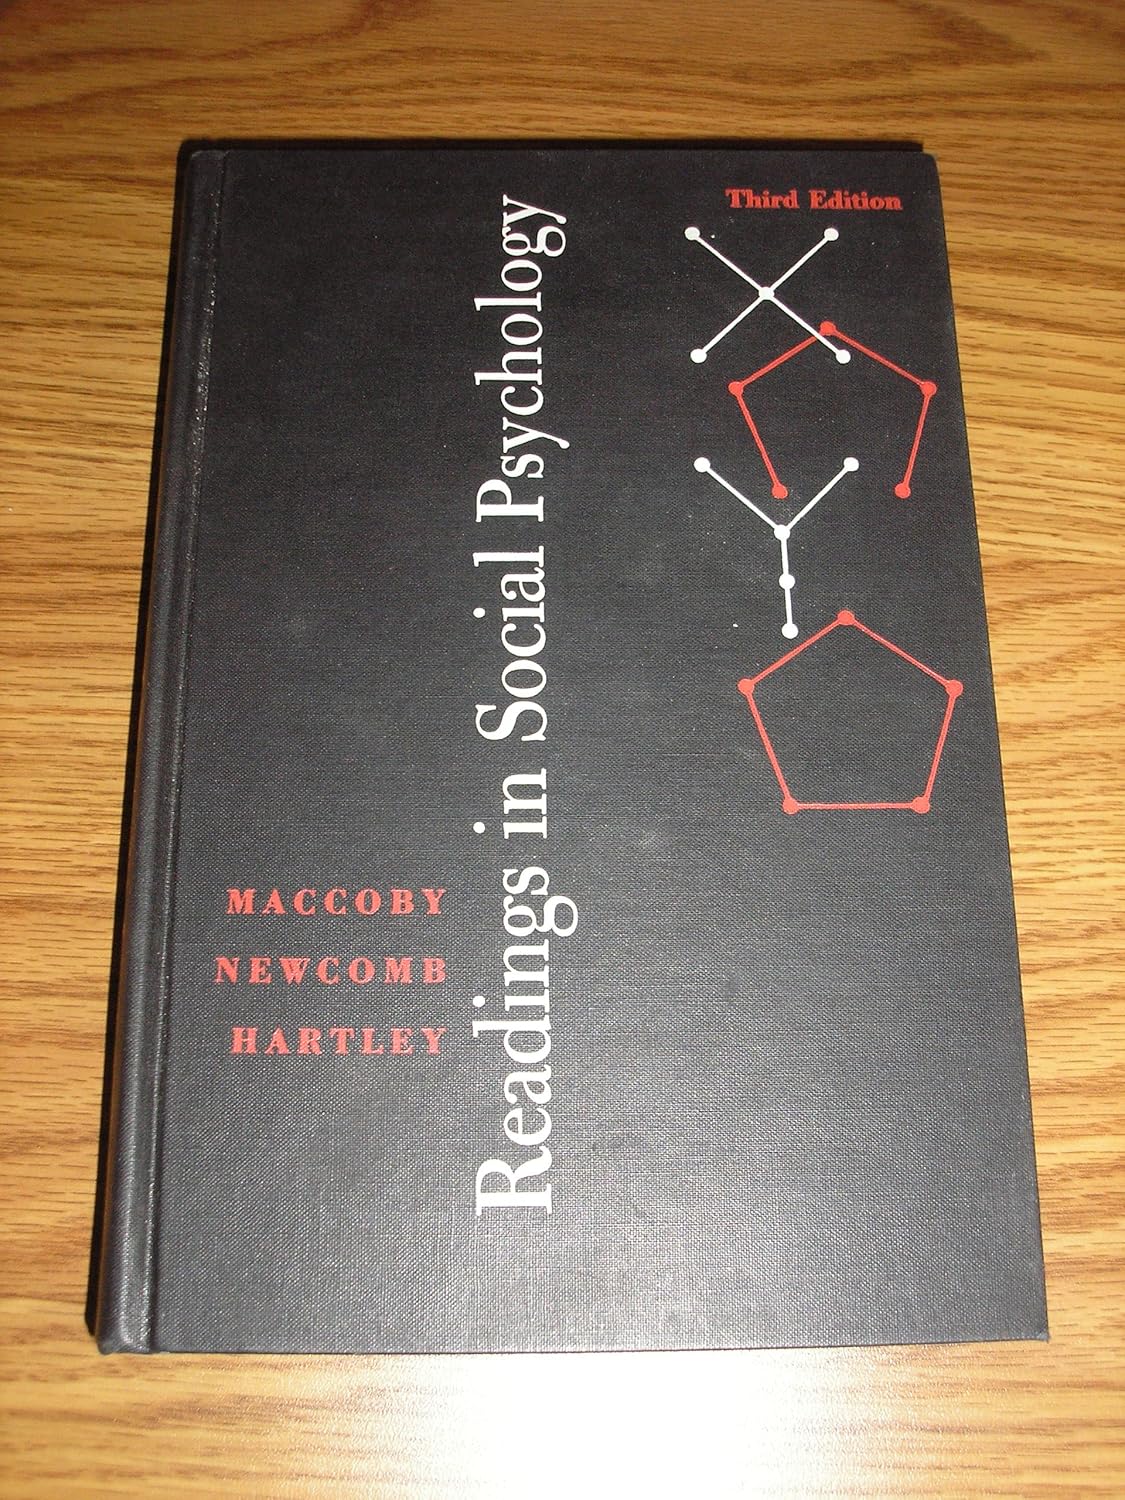 Third Edition
Readings in Social Psychology
MACCOBY
NEWCOMB
HARTLEY